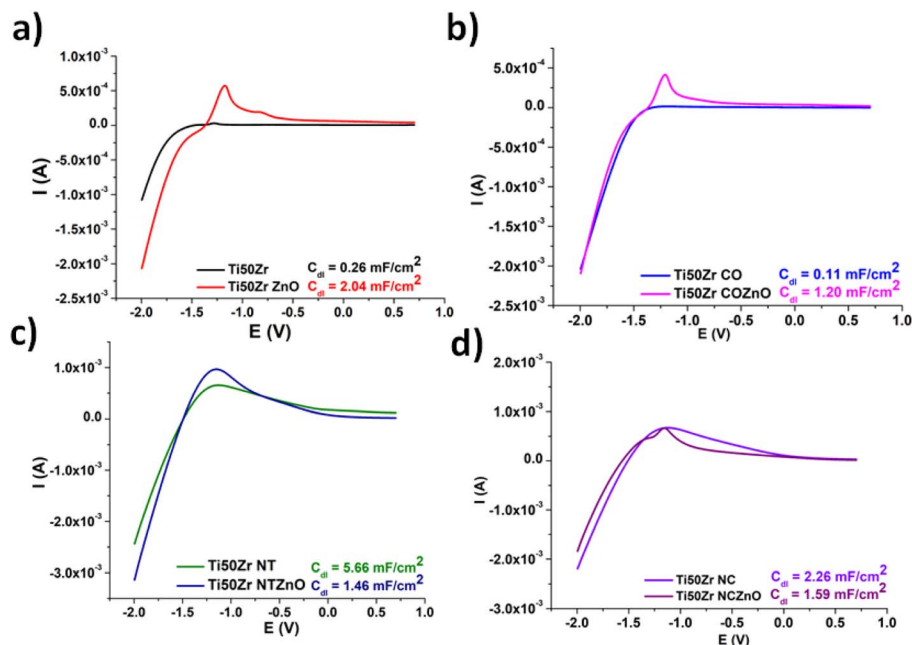 a)
1.0x10⁻³
5.0x10⁻⁴
0.0
-5.0x10⁻⁴
-1.0x10⁻³
-1.5x10⁻³
-2.0x10⁻³
-2.5x10⁻³
I (A)
Ti50Zr C_dl = 0.26 mF/cm²
Ti50Zr ZnO C_dl = 2.04 mF/cm²
-2.0 -1.5 -1.0 -0.5 0.0 0.5 1.0
E (V)
b)
5.0x10⁻⁴
0.0
-5.0x10⁻⁴
-1.0x10⁻³
-1.5x10⁻³
-2.0x10⁻³
-2.5x10⁻³
I (A)
Ti50Zr CO C_dl = 0.11 mF/cm²
Ti50Zr COZnO C_dl = 1.20 mF/cm²
-2.0 -1.5 -1.0 -0.5 0.0 0.5 1.0
E (V)
c)
1.0x10⁻³
0.0
-1.0x10⁻³
-2.0x10⁻³
-3.0x10⁻³
I (A)
Ti50Zr NT C_dl = 5.66 mF/cm²
Ti50Zr NTZnO C_dl = 1.46 mF/cm²
-2.0 -1.5 -1.0 -0.5 0.0 0.5 1.0
E (V)
d)
2.0x10⁻³
1.0x10⁻³
0.0
-1.0x10⁻³
-2.0x10⁻³
-3.0x10⁻³
I (A)
Ti50Zr NC C_dl = 2.26 mF/cm²
Ti50Zr NCZnO C_dl = 1.59 mF/cm²
-2.0 -1.5 -1.0 -0.5 0.0 0.5 1.0
E (V)